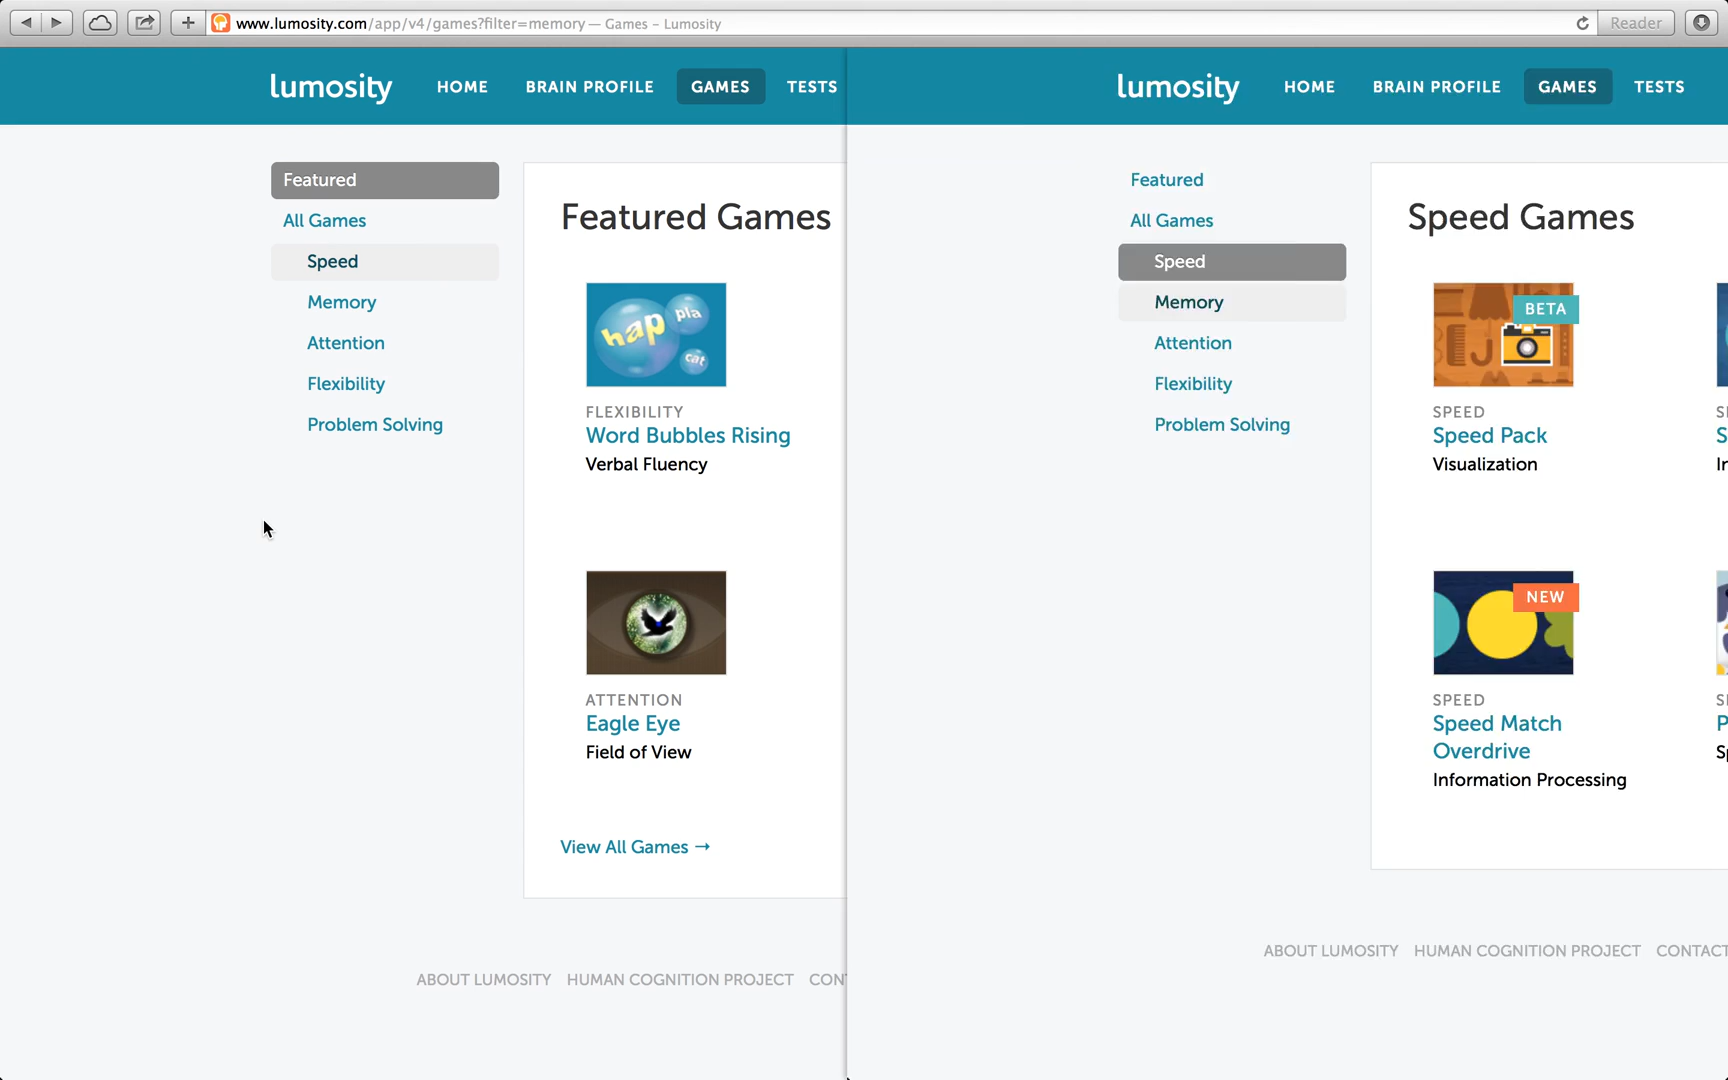 www.lumosity.com/app/v4/games?filter=memory — Games – Lumosity
Reader
lumosity HOME BRAIN PROFILE GAMES TESTS
Featured
All Games
Speed
Memory
Attention
Flexibility
Problem Solving
Featured Games
hap pla cat
FLEXIBILITY
Word Bubbles Rising
Verbal Fluency
ATTENTION
Eagle Eye
Field of View
View All Games →
ABOUT LUMOSITY HUMAN COGNITION PROJECT
lumosity HOME BRAIN PROFILE GAMES TESTS
Featured
All Games
Speed
Memory
Attention
Flexibility
Problem Solving
Speed Games
BETA
SPEED
Speed Pack
Visualization
NEW
SPEED
Speed Match
Overdrive
Information Processing
ABOUT LUMOSITY HUMAN COGNITION PROJECT CONTACT